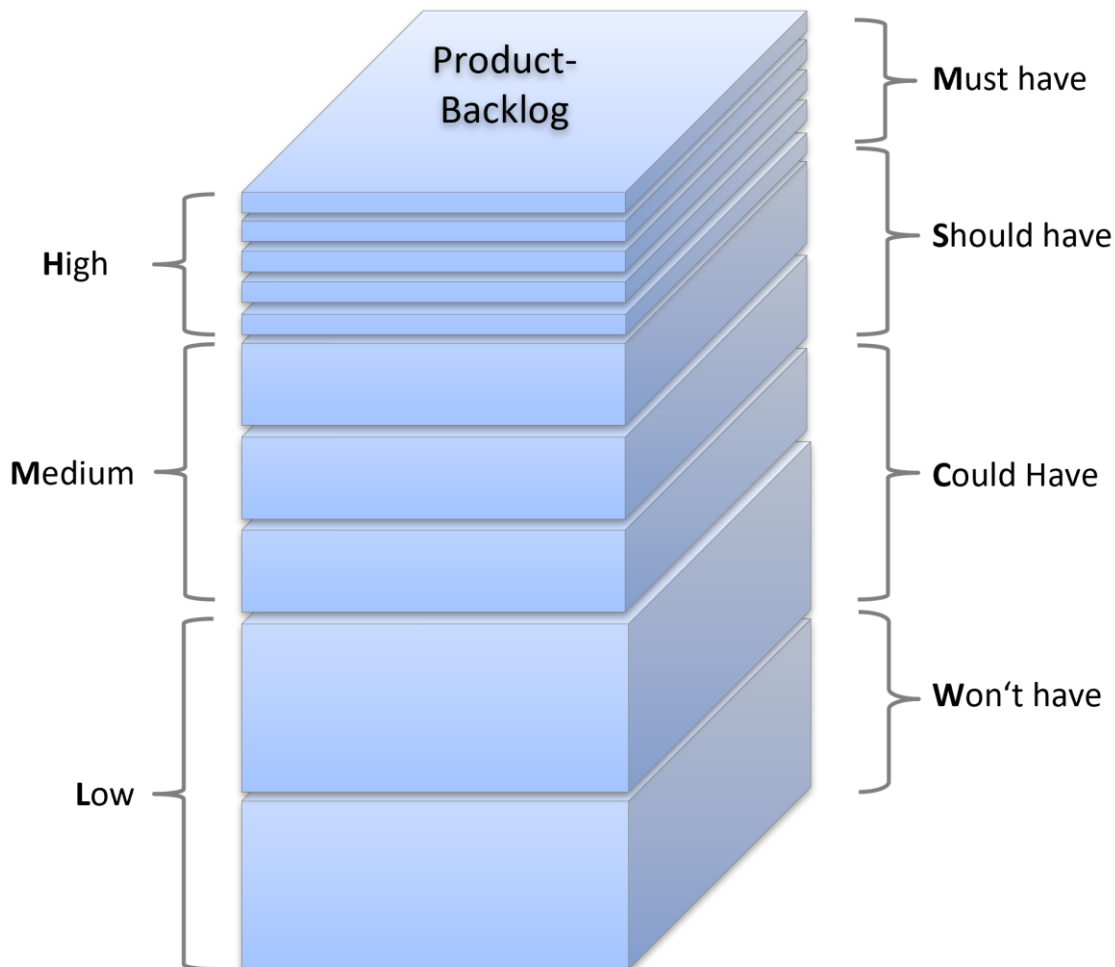 Product-
Backlog
High
Medium
Low
Must have
Should have
Could Have
Won‘t have